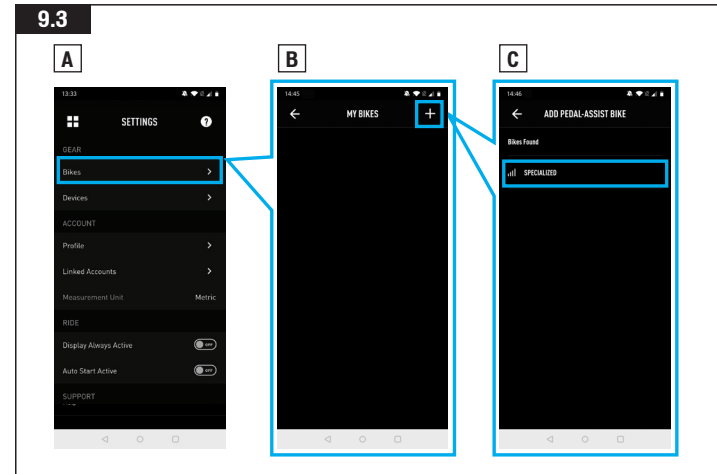 9.3
A
B
C
13:33
SETTINGS
?
GEAR
Bikes
Devices
ACCOUNT
Profile
Linked Accounts
Measurement Unit Metric
RIDE
Display Always Active OFF
Auto Start Active OFF
SUPPORT
14:45
MY BIKES
14:46
ADD PEDAL-ASSIST BIKE
Bikes Found
SPECIALIZED